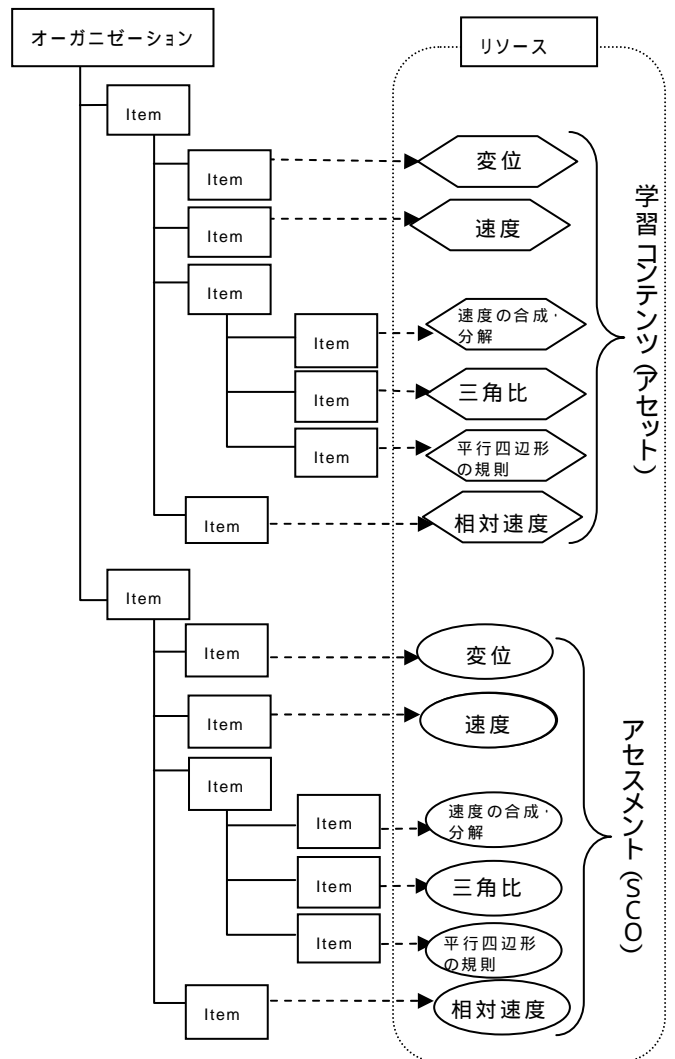 オーガニゼーション
リソース
Item
Item
変位
Item
速度
Item
Item
速度の合成・
分解
Item
三角比
Item
平行四辺形
の規則
Item
相対速度
学習コンテンツ(アセット)
Item
Item
変位
Item
速度
Item
Item
速度の合成・
分解
Item
三角比
Item
平行四辺形
の規則
Item
相対速度
アセスメント(SCO)